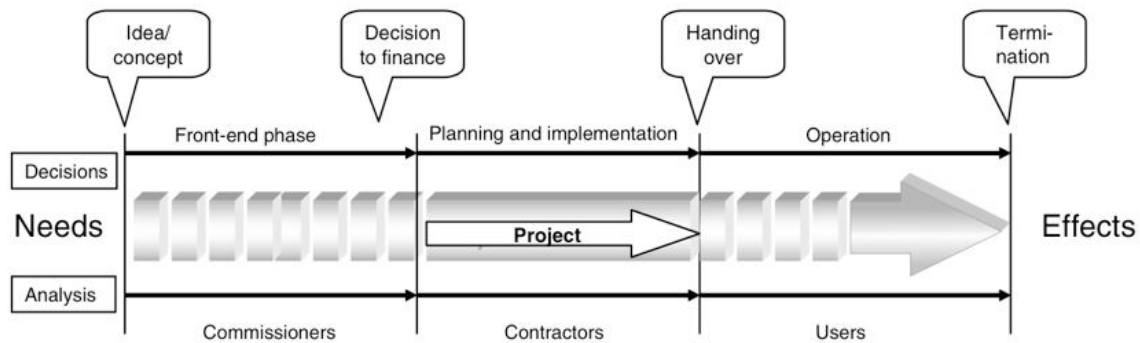 Idea/
concept
Decision
to finance
Handing
over
Termi-
nation
Front-end phase
Planning and implementation
Operation
Decisions
Needs
Project
Effects
Analysis
Commissioners
Contractors
Users